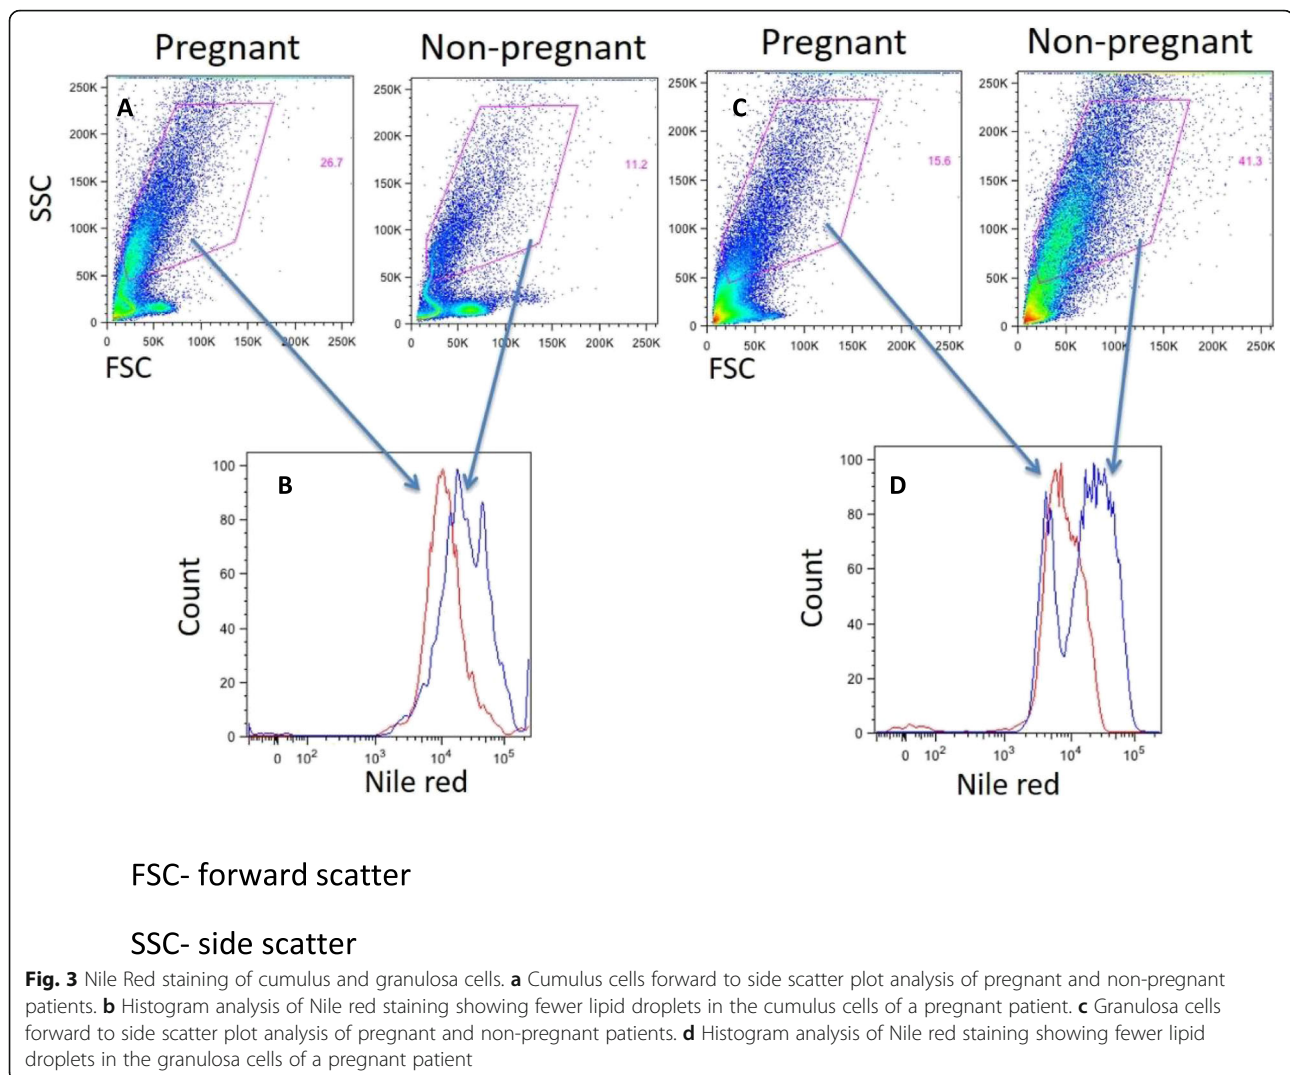 Pregnant Non-pregnant Pregnant Non-pregnant
A
SSC
250K
200K
150K
100K
50K
0
26.7
0 50K 100K 150K 200K 250K
FSC
250K
200K
150K
100K
50K
0
11.2
0 50K 100K 150K 200K 250K
C
250K
200K
150K
100K
50K
0
15.6
0 50K 100K 150K 200K 250K
FSC
250K
200K
150K
100K
50K
0
41.3
0 50K 100K 150K 200K 250K
B
Count
100
80
60
40
20
0
0 10² 10³ 10⁴ 10⁵
Nile red
D
Count
100
80
60
40
20
0
0 10² 10³ 10⁴ 10⁵
Nile red
FSC- forward scatter
SSC- side scatter
Fig. 3 Nile Red staining of cumulus and granulosa cells. a Cumulus cells forward to side scatter plot analysis of pregnant and non-pregnant
patients. b Histogram analysis of Nile red staining showing fewer lipid droplets in the cumulus cells of a pregnant patient. c Granulosa cells
forward to side scatter plot analysis of pregnant and non-pregnant patients. d Histogram analysis of Nile red staining showing fewer lipid
droplets in the granulosa cells of a pregnant patient